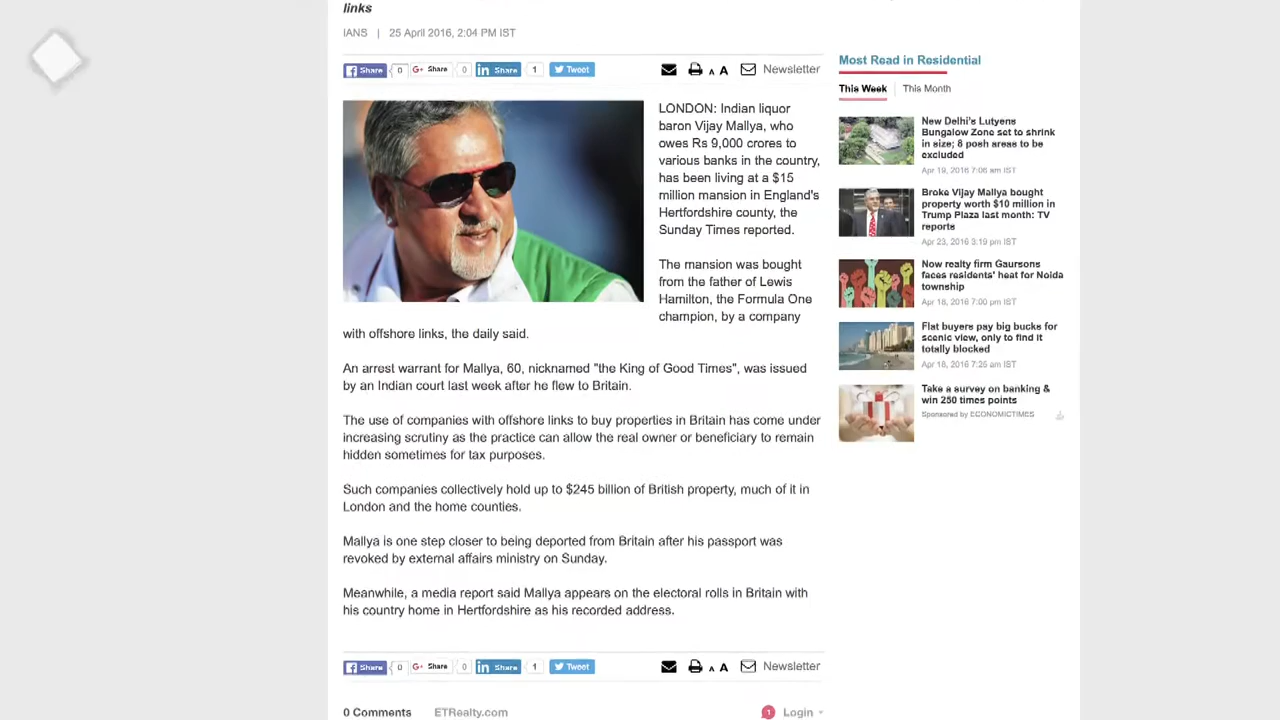 links
IANS | 25 April 2016, 2:04 PM IST
Share 0 G+ Share 0 in Share 1 Tweet A A Newsletter
LONDON: Indian liquor
baron Vijay Mallya, who
owes Rs 9,000 crores to
various banks in the country,
has been living at a $15
million mansion in England's
Hertfordshire county, the
Sunday Times reported.
The mansion was bought
from the father of Lewis
Hamilton, the Formula One
champion, by a company
with offshore links, the daily said.
An arrest warrant for Mallya, 60, nicknamed "the King of Good Times", was issued
by an Indian court last week after he flew to Britain.
The use of companies with offshore links to buy properties in Britain has come under
increasing scrutiny as the practice can allow the real owner or beneficiary to remain
hidden sometimes for tax purposes.
Such companies collectively hold up to $245 billion of British property, much of it in
London and the home counties.
Mallya is one step closer to being deported from Britain after his passport was
revoked by external affairs ministry on Sunday.
Meanwhile, a media report said Mallya appears on the electoral rolls in Britain with
his country home in Hertfordshire as his recorded address.
Share 0 G+ Share 0 in Share 1 Tweet A A Newsletter
0 Comments ETRealty.com 1 Login
Most Read in Residential
This Week This Month
New Delhi's Lutyens
Bungalow Zone set to shrink
in size; 8 posh areas to be
excluded
Apr 19, 2016 7:06 am IST
Broke Vijay Mallya bought
property worth $10 million in
Trump Plaza last month: TV
reports
Apr 23, 2016 3:19 pm IST
Now realty firm Gaursons
faces residents' heat for Noida
township
Apr 18, 2016 7:00 pm IST
Flat buyers pay big bucks for
scenic view, only to find it
totally blocked
Apr 18, 2016 7:25 am IST
Take a survey on banking &
win 250 times points
Sponsored by ECONOMICTIMES